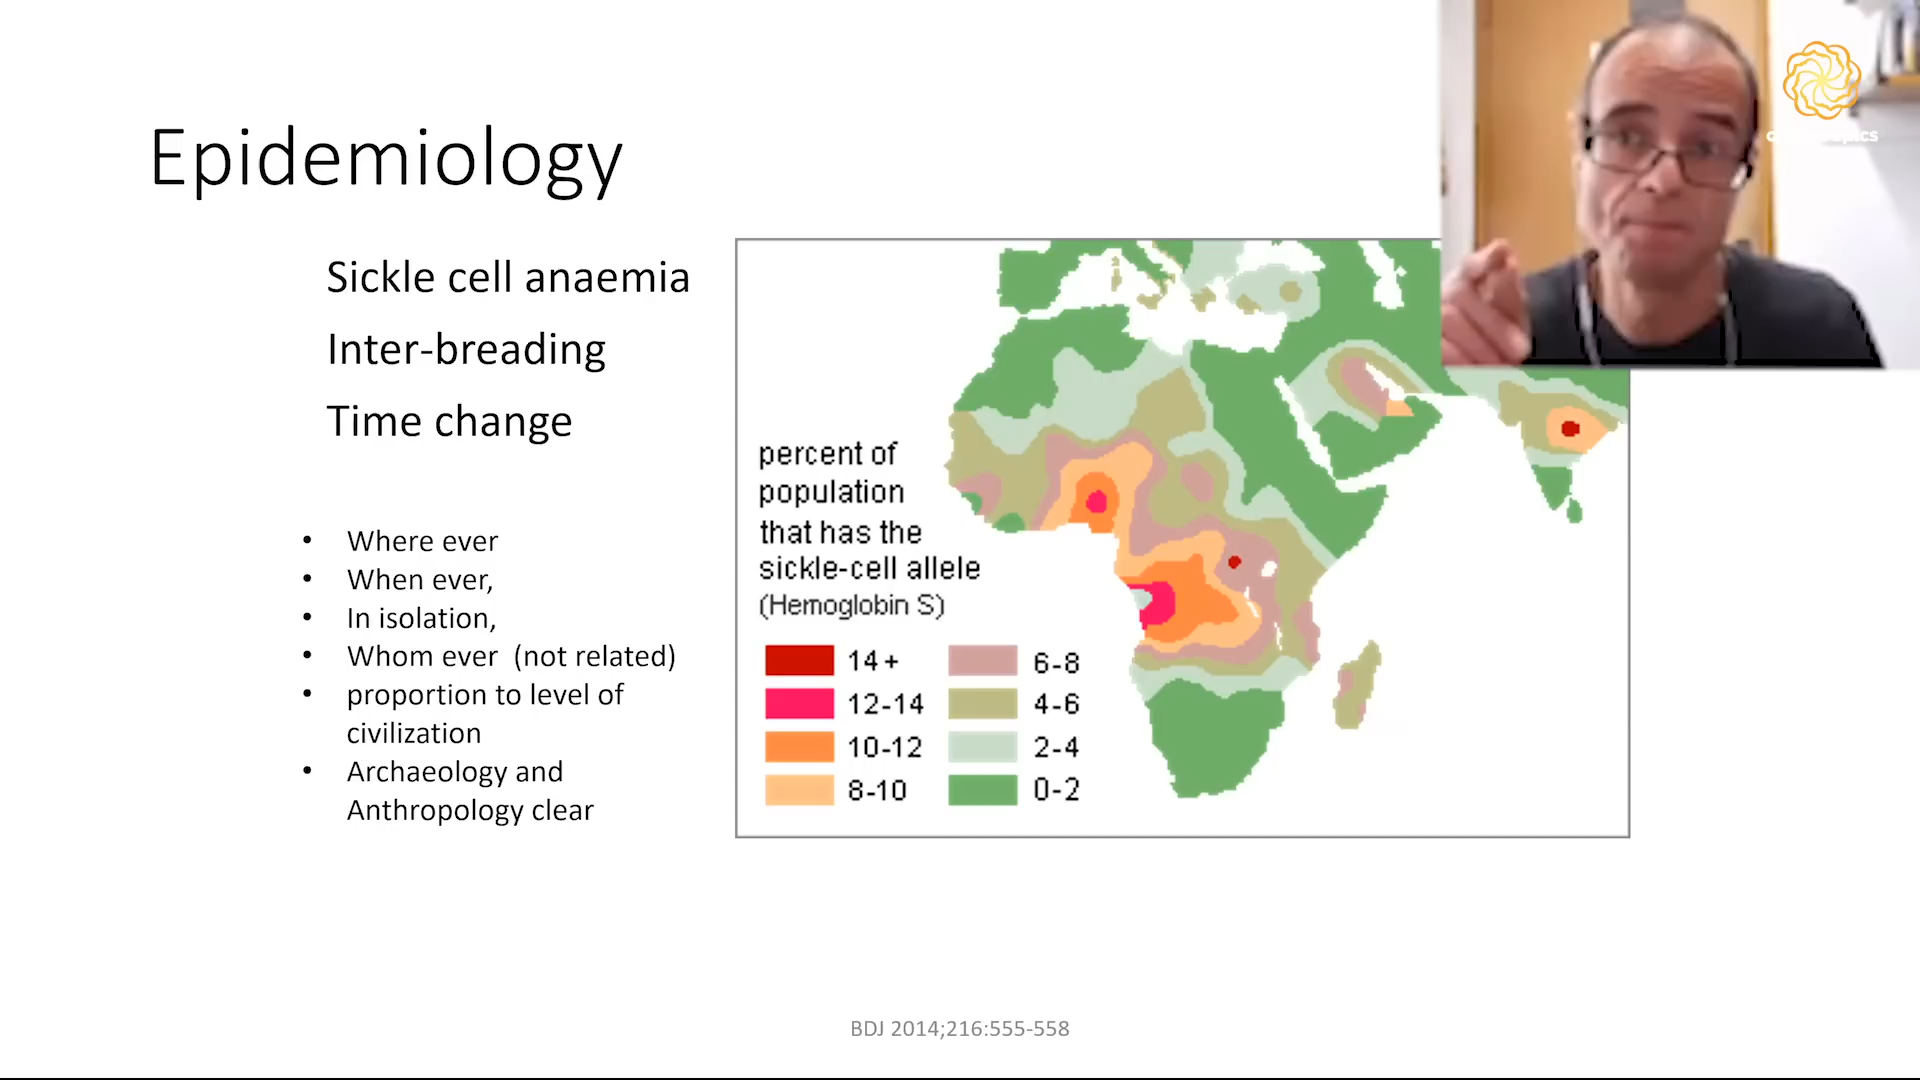 Epidemiology
Sickle cell anaemia
Inter-breading
Time change
• Where ever
• When ever,
• In isolation,
• Whom ever (not related)
• proportion to level of
civilization
• Archaeology and
Anthropology clear
percent of
population
that has the
sickle-cell allele
(Hemoglobin S)
14+
12-14
10-12
8-10
6-8
4-6
2-4
0-2
BDJ 2014;216:555-558